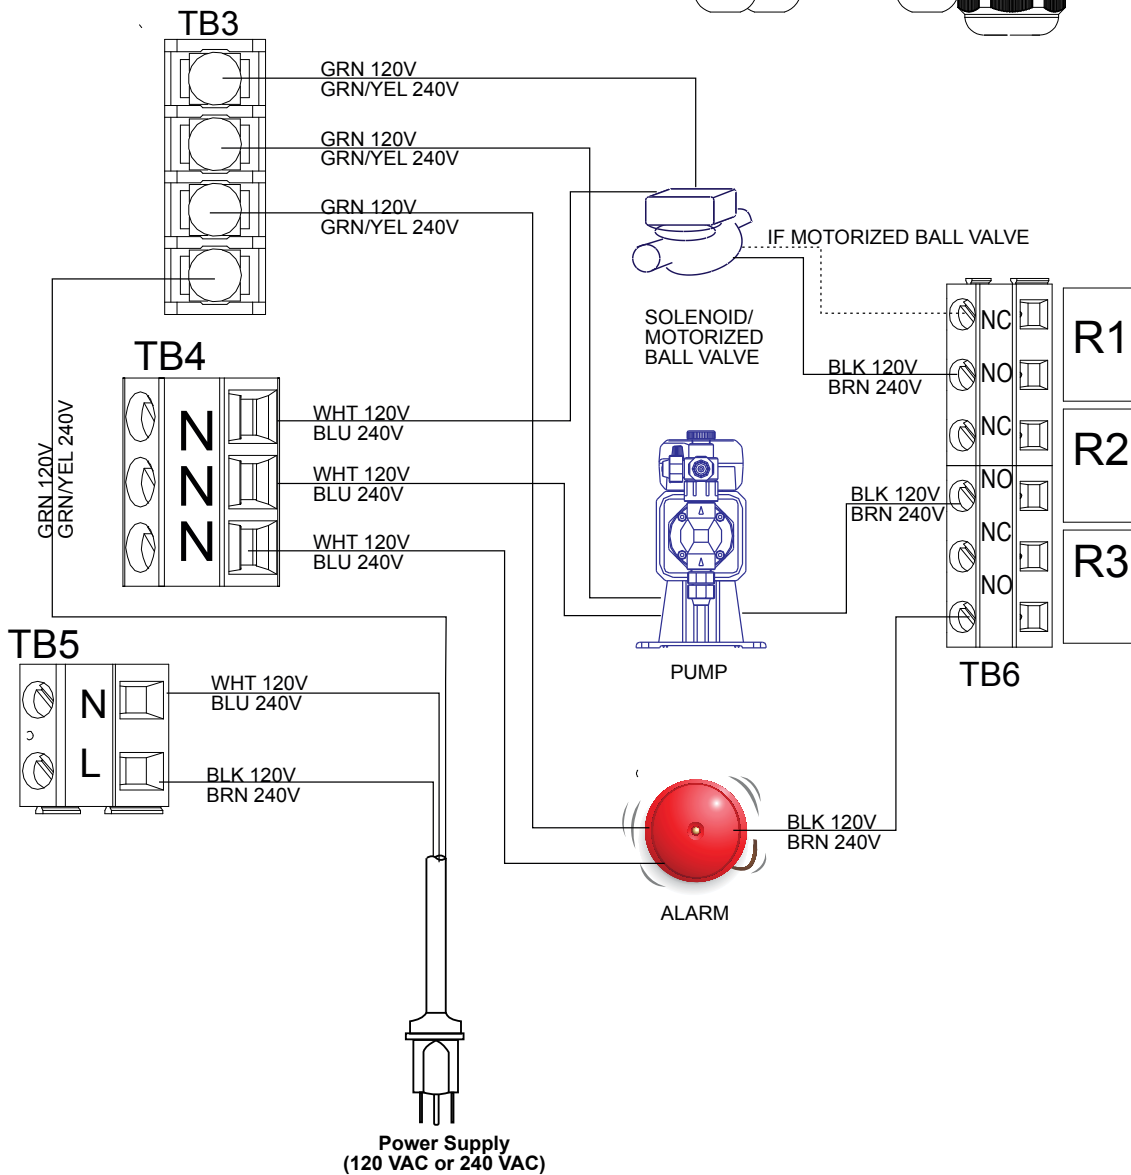 TB3
GRN 120V
GRN/YEL 240V
GRN 120V
GRN/YEL 240V
GRN 120V
GRN/YEL 240V
IF MOTORIZED BALL VALVE
SOLENOID/
MOTORIZED
BALL VALVE
NC
R1
BLK 120V
BRN 240V
NO
NC
R2
BLK 120V
BRN 240V
NO
NC
R3
NO
TB6
TB4
N
WHT 120V
BLU 240V
N
WHT 120V
BLU 240V
N
WHT 120V
BLU 240V
GRN 120V
GRN/YEL 240V
PUMP
TB5
N
WHT 120V
BLU 240V
L
BLK 120V
BRN 240V
BLK 120V
BRN 240V
ALARM
Power Supply
(120 VAC or 240 VAC)